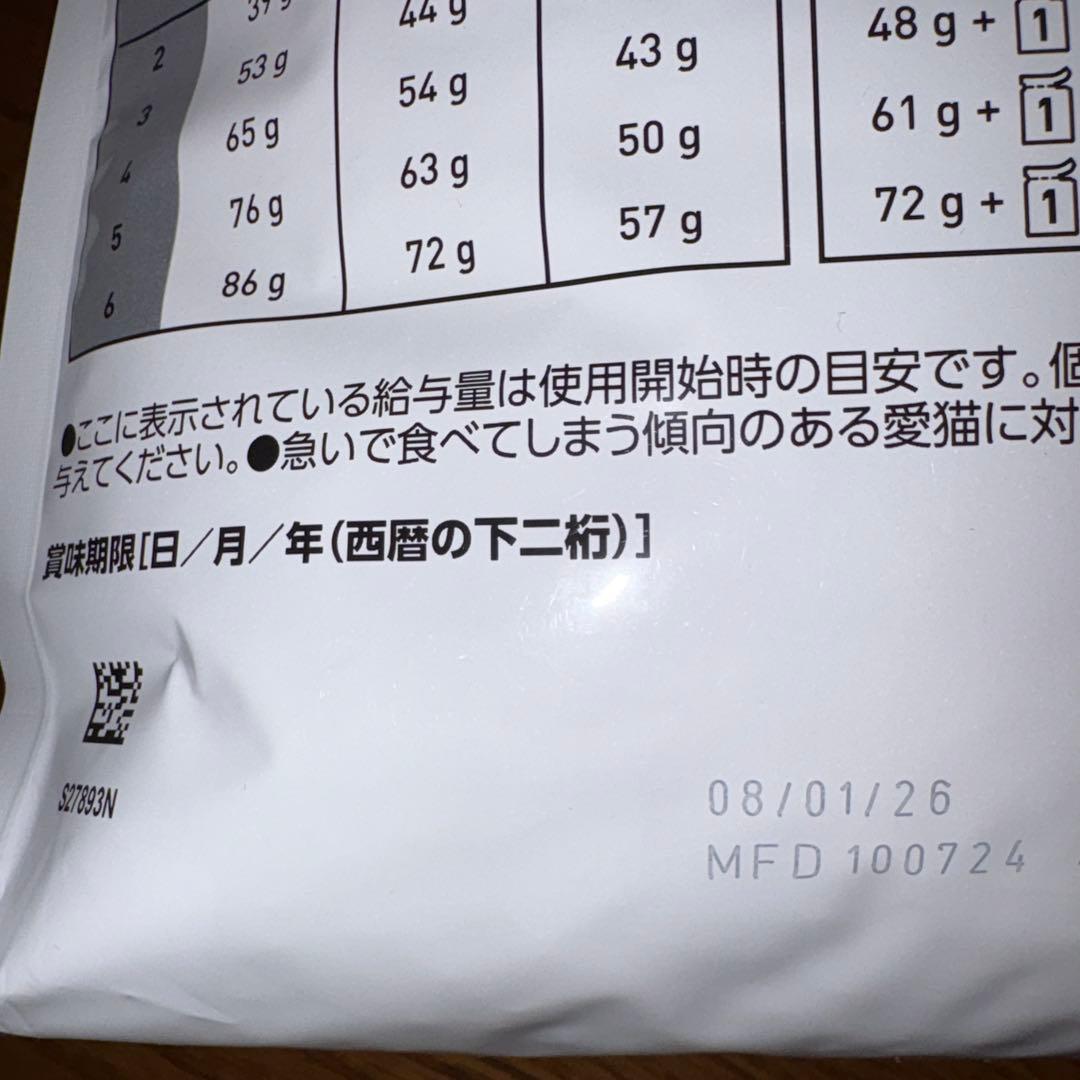 44 g
48 g + 1
2 53 g 54 g 43 g
61 g + 1
3 65 g 63 g 50 g
72 g + 1
4 76 g 72 g 57 g
5 86 g
6
●ここに表示されている給与量は使用開始時の目安です。個
与えてください。●急いで食べてしまう傾向のある愛猫に対
賞味期限[日/月/年(西暦の下二桁)]
S27893N
08/01/26
MFD 100724